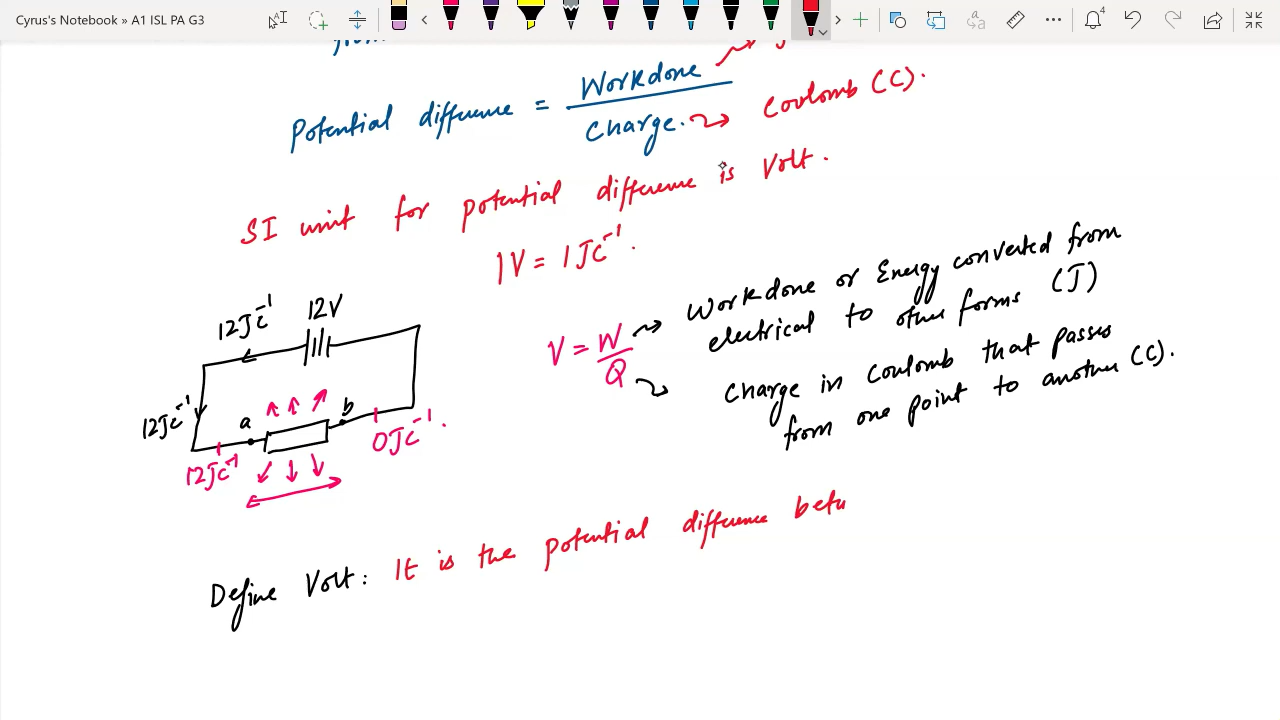 Cyrus's Notebook » A1 ISL PA G3
4
Potential difference = Workdone
Charge. → Coulomb (C).
SI unit for potential difference is Volt.
1V = 1JC⁻¹.
12JC⁻¹ 12V
12JC⁻¹
a b
12JC⁻¹ 0JC⁻¹.
V = W/Q
Workdone or Energy converted from
electrical to other forms (J)
Charge in Coulomb that passes
from one point to another (C).
Define Volt: It is the potential difference betw